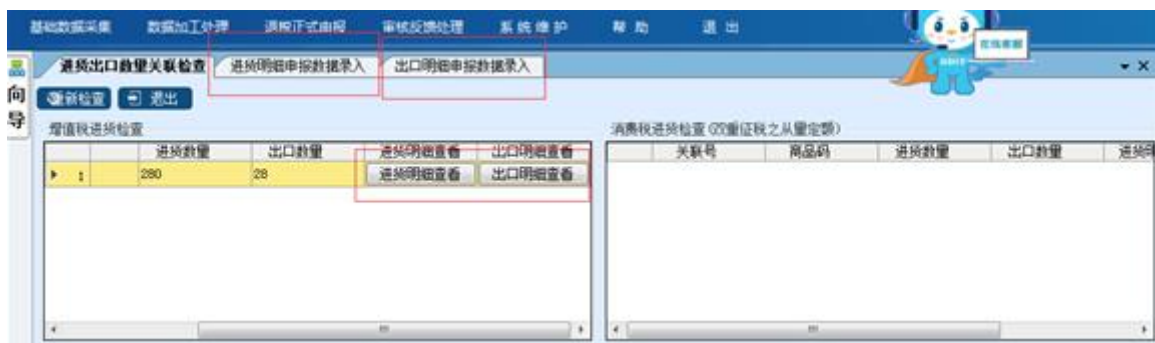 基础数据采集 数据加工处理 退税正式申报 审核反馈处理 系统维护 帮助 退出
在线客服
向导
进货出口数量关联检查 进货明细申报数据录入 出口明细申报数据录入
重新检查 退出
增值税进货检查 消费税进货检查(双重征税之从量定额)
进货数量 出口数量 进货明细查看 出口明细查看 关联号 商品码 进货数量 出口数量 进货明
1 280 28 进货明细查看 出口明细查看